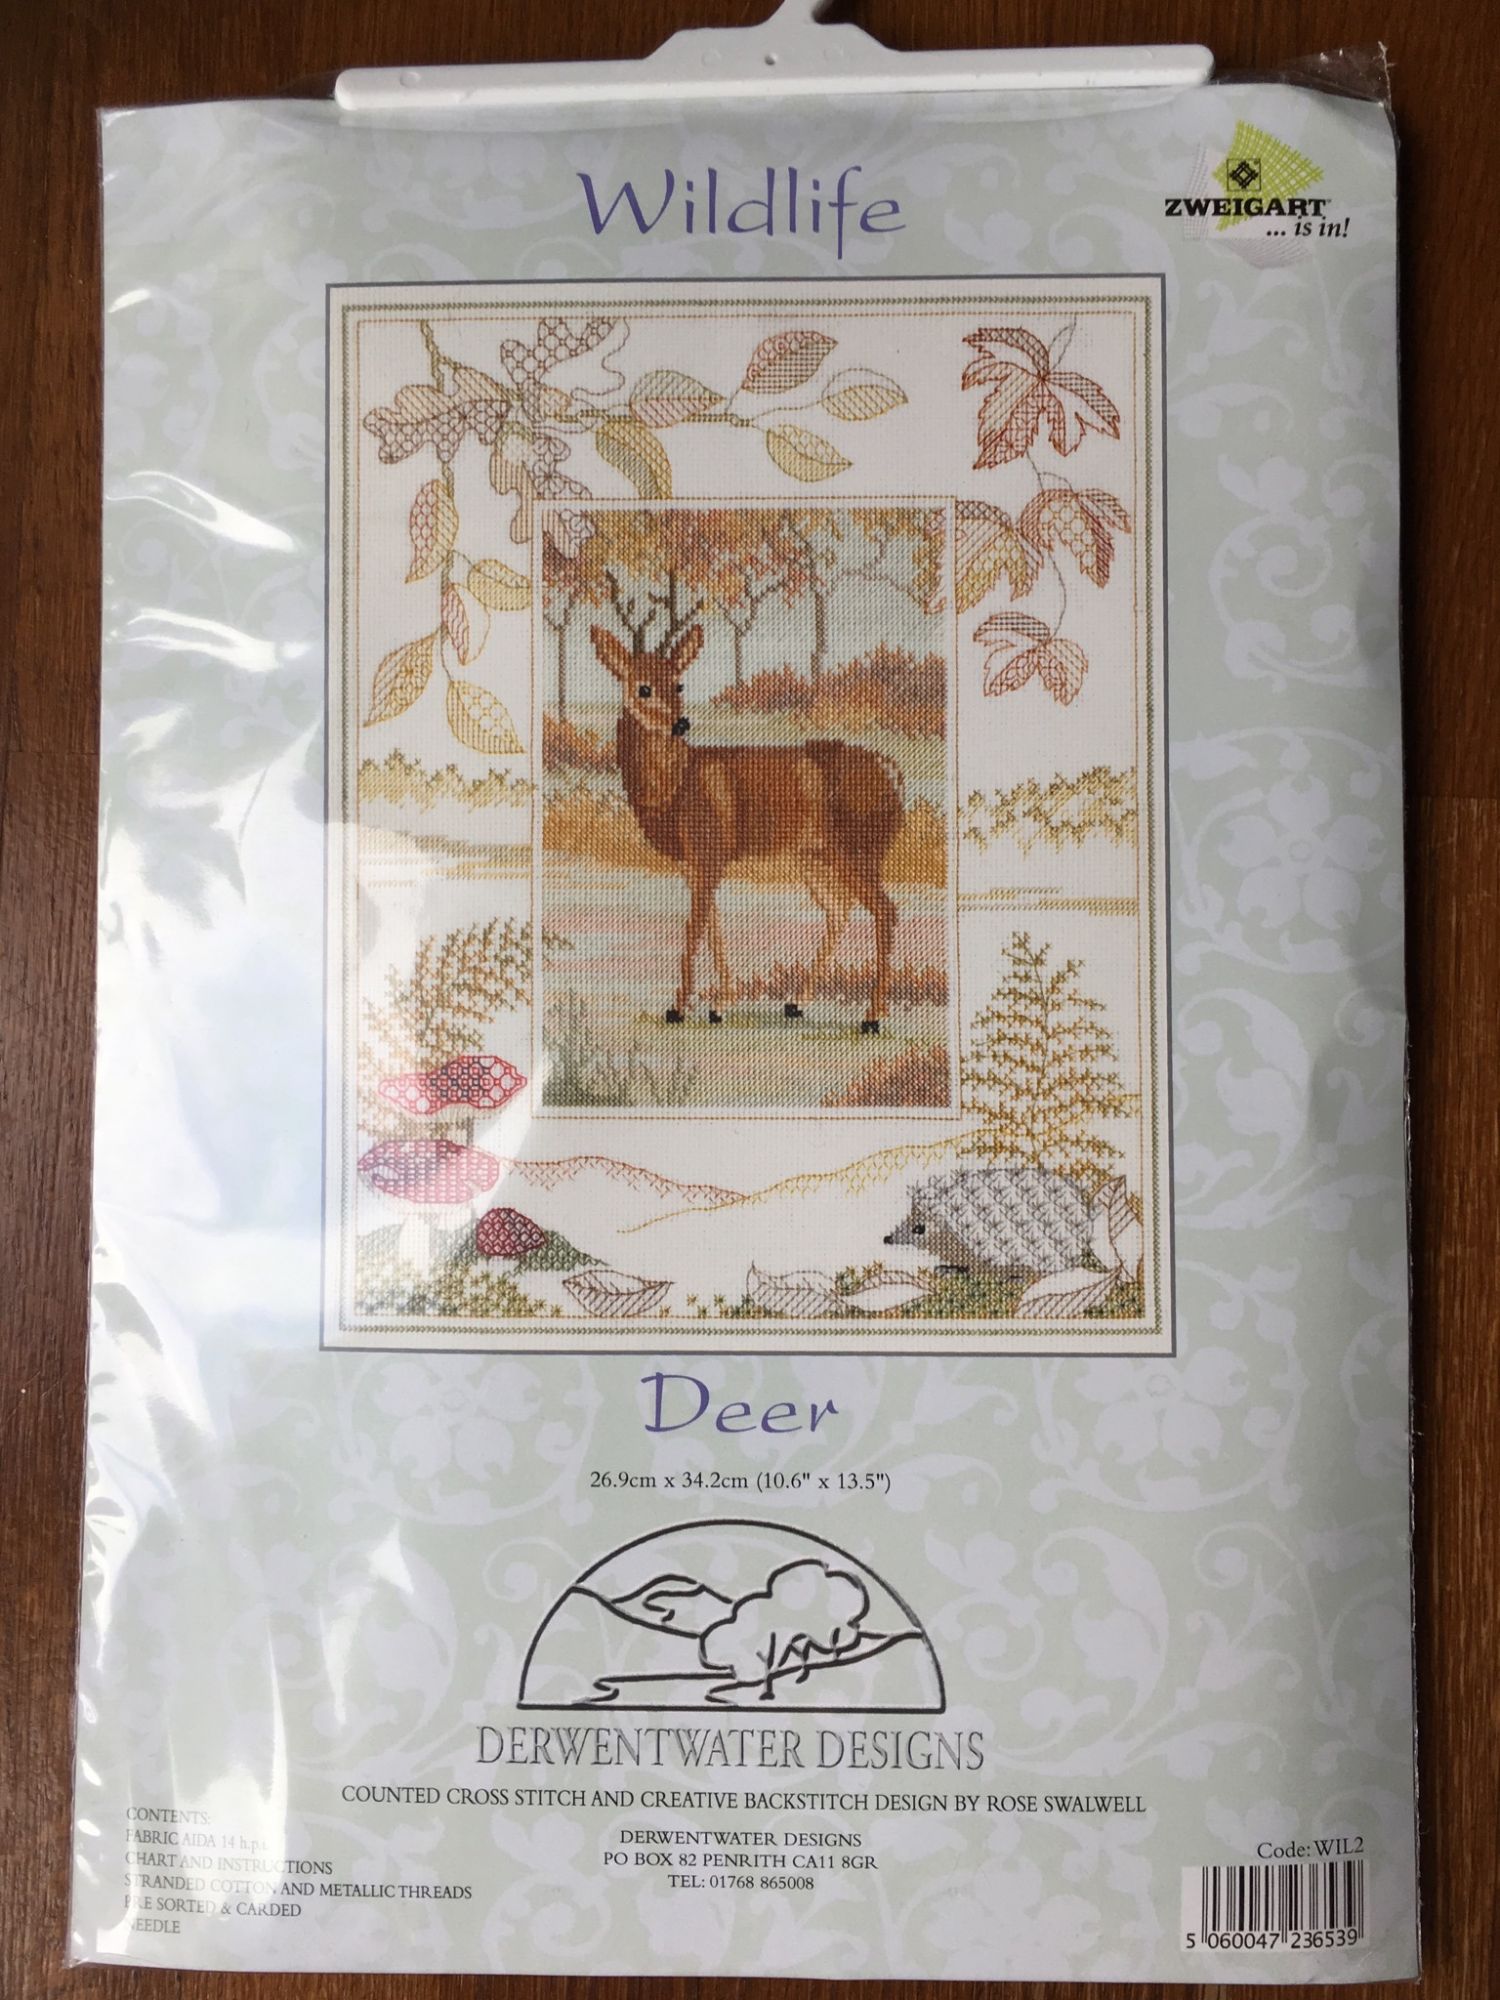 Wildlife
ZWEIGART
... is in!
Deer
26.9cm x 34.2cm (10.6" x 13.5")
DERWENTWATER DESIGNS
COUNTED CROSS STITCH AND CREATIVE BACKSTITCH DESIGN BY ROSE SWALWELL
CONTENTS:
FABRIC AIDA 14 h.p.i.
CHART AND INSTRUCTIONS
STRANDED COTTON AND METALLIC THREADS
PRE SORTED & CARDED
NEEDLE
DERWENTWATER DESIGNS
PO BOX 82 PENRITH CA11 8GR
TEL: 01768 865008
Code: WIL2
5 060047 236539